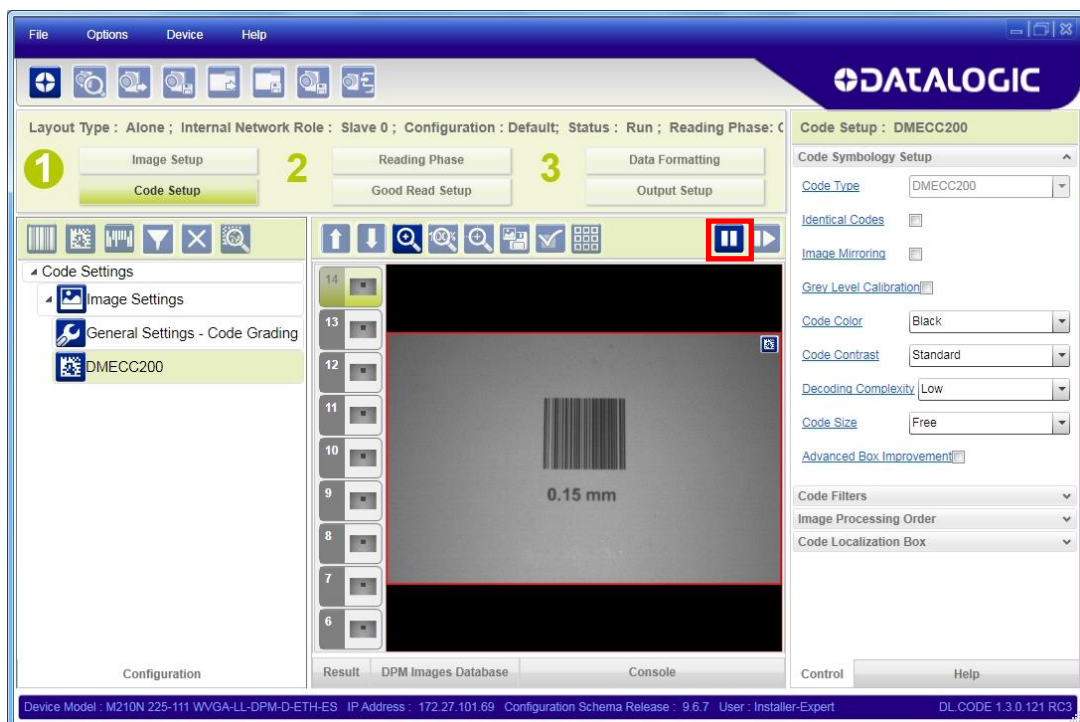 File Options Device Help
DATALOGIC
Layout Type : Alone ; Internal Network Role : Slave 0 ; Configuration : Default; Status : Run ; Reading Phase: (
Code Setup : DMECC200
1
Image Setup
Code Setup
2
Reading Phase
Good Read Setup
3
Data Formatting
Output Setup
Code Settings
Image Settings
General Settings - Code Grading
DMECC200
Configuration
100%
14
13
12
11
10
9
8
7
6
0.15 mm
Result DPM Images Database Console
Code Symbology Setup
Code Type DMECC200
Identical Codes
Image Mirroring
Grey Level Calibration
Code Color Black
Code Contrast Standard
Decoding Complexity Low
Code Size Free
Advanced Box Improvement
Code Filters
Image Processing Order
Code Localization Box
Control Help
Device Model : M210N 225-111 WVGA-LL-DPM-D-ETH-ES IP Address : 172.27.101.69 Configuration Schema Release : 9.6.7 User : Installer-Expert DL.CODE 1.3.0.121 RC3